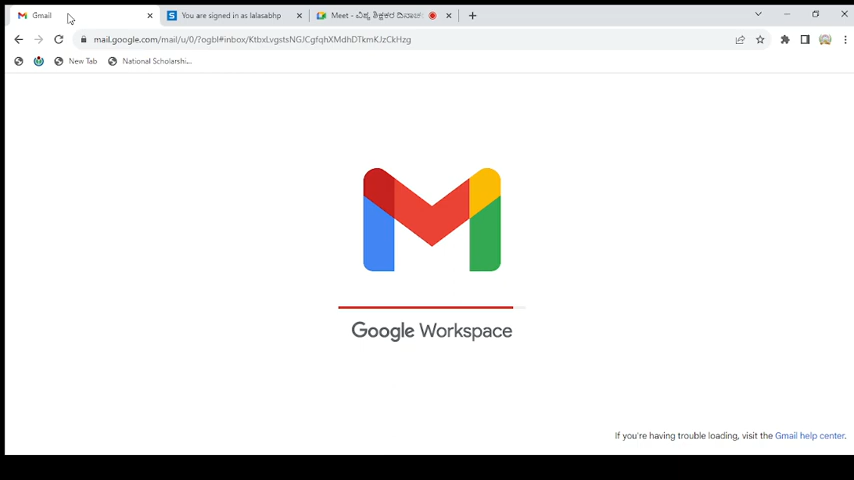 Gmail
You are signed in as lalasabhp
Meet - ವಿಶ್ವ ಶಿಕ್ಷಕರ ದಿನಾಚ
mail.google.com/mail/u/0/?ogbl#inbox/KtbxLvgstsNGJCgfqhXMdhDTkmKJzCkHzg
New Tab
National Scholarshi...
Google Workspace
If you're having trouble loading, visit the Gmail help center.